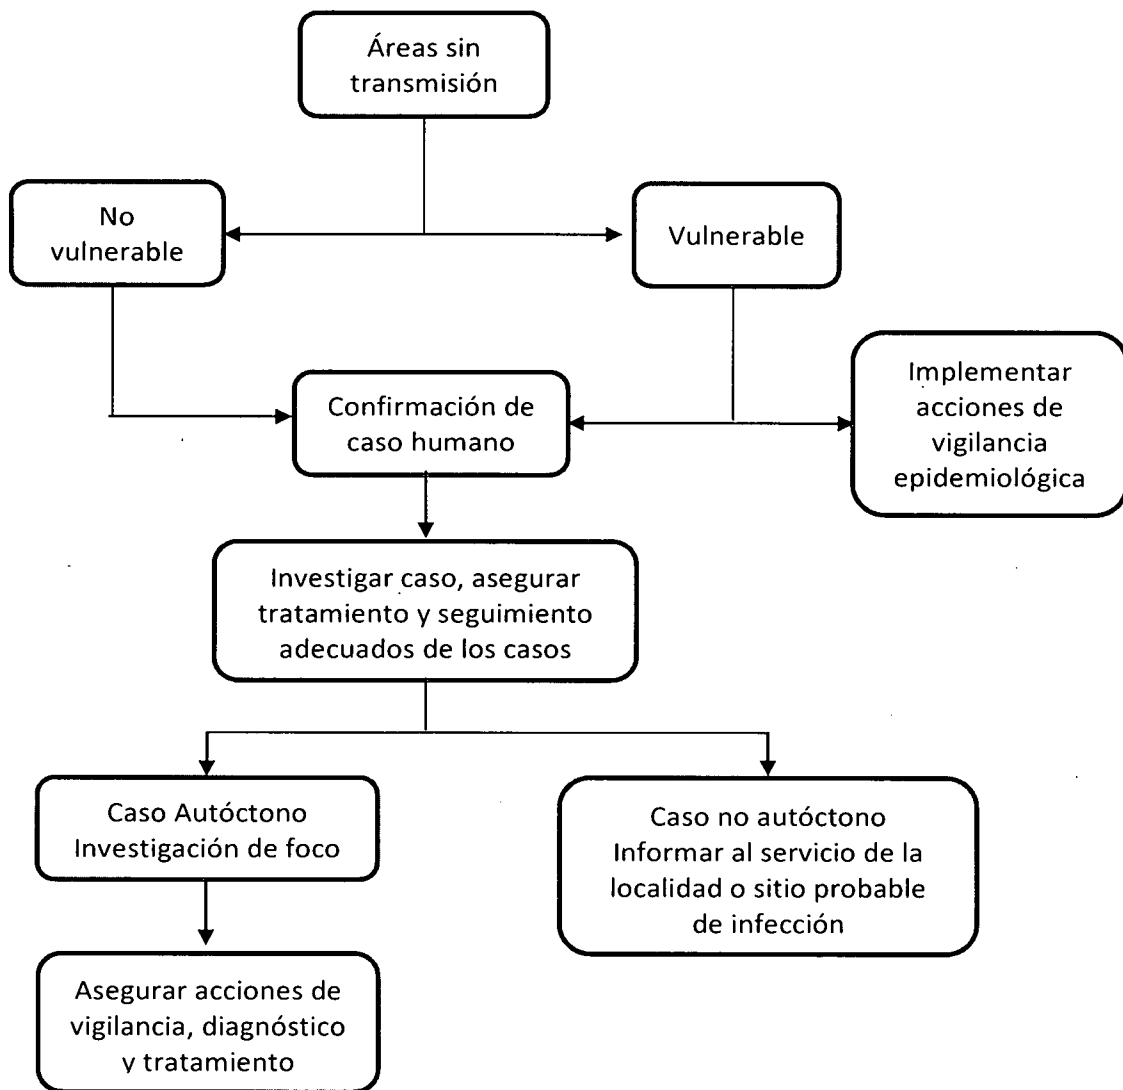 Áreas sin
transmisión
No
vulnerable
Vulnerable
Implementar
acciones de
vigilancia
epidemiológica
Confirmación de
caso humano
Investigar caso, asegurar
tratamiento y seguimiento
adecuados de los casos
Caso Autóctono
Investigación de foco
Caso no autóctono
Informar al servicio de la
localidad o sitio probable
de infección
Asegurar acciones de
vigilancia, diagnóstico
y tratamiento